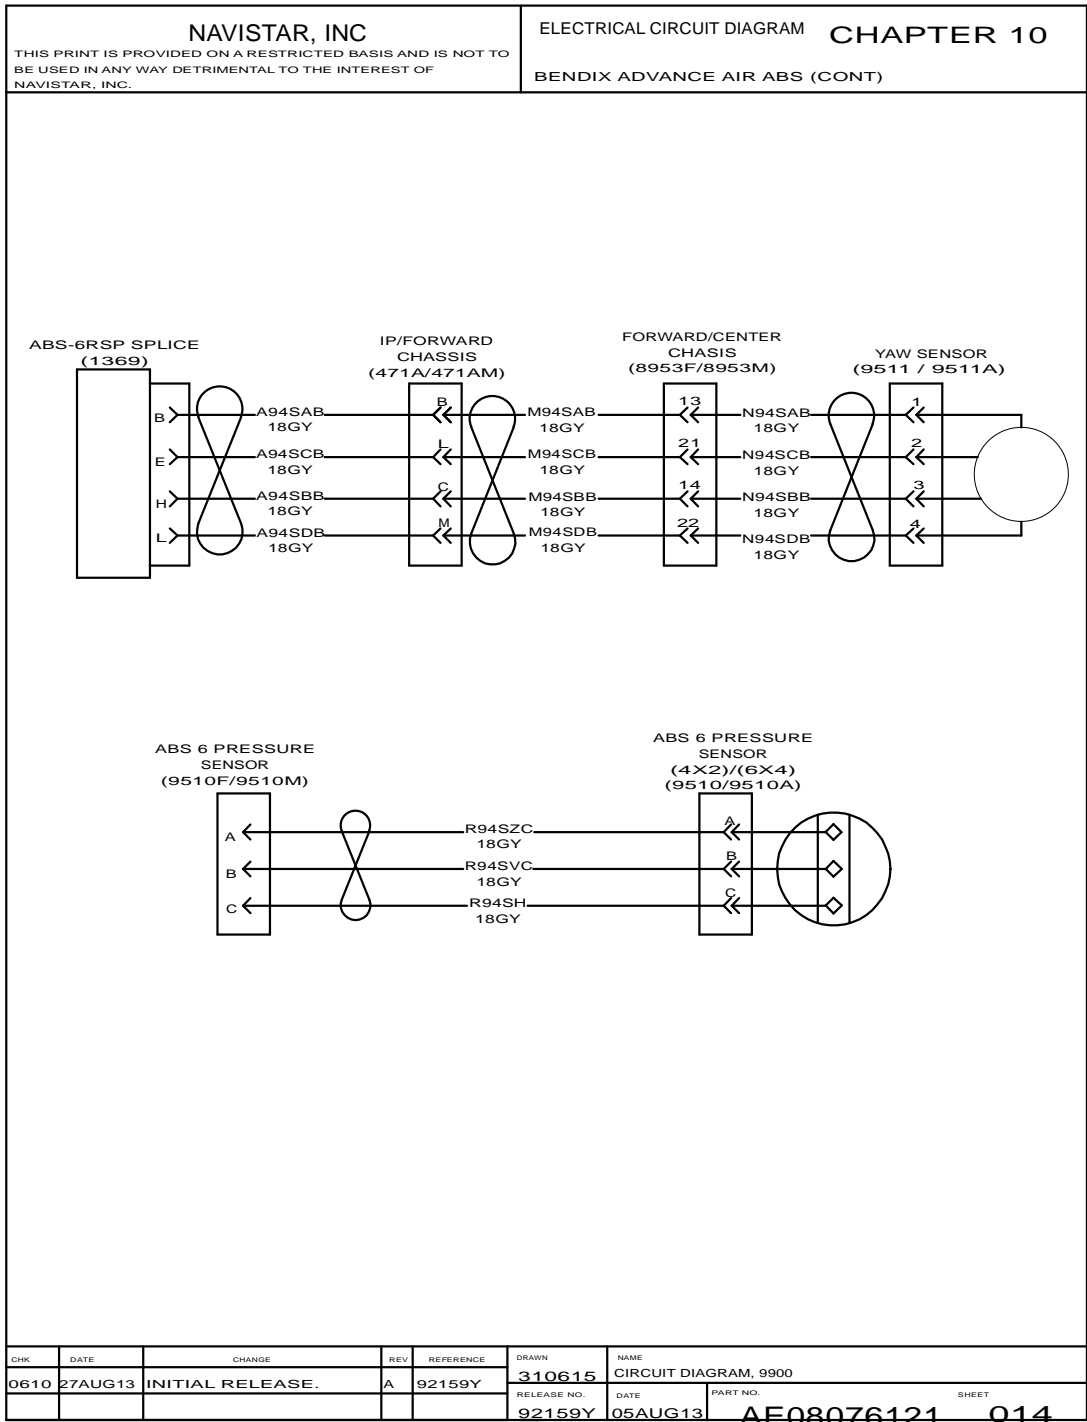 NAVISTAR, INC
THIS PRINT IS PROVIDED ON A RESTRICTED BASIS AND IS NOT TO
BE USED IN ANY WAY DETRIMENTAL TO THE INTEREST OF
NAVISTAR, INC.
ELECTRICAL CIRCUIT DIAGRAM CHAPTER 10
BENDIX ADVANCE AIR ABS (CONT)
ABS-6RSP SPLICE
(1369)
IP/FORWARD
CHASSIS
(471A/471AM)
FORWARD/CENTER
CHASIS
(8953F/8953M)
YAW SENSOR
(9511 / 9511A)
B A94SAB B M94SAB 13 N94SAB 1
18GY 18GY 18GY
E A94SCB L M94SCB 21 N94SCB 2
18GY 18GY 18GY
H A94SBB C M94SBB 14 N94SBB 3
18GY 18GY 18GY
L A94SDB M M94SDB 22 N94SDB 4
18GY 18GY 18GY
ABS 6 PRESSURE
SENSOR
(9510F/9510M)
ABS 6 PRESSURE
SENSOR
(4X2)/(6X4)
(9510/9510A)
A R94SZC A
18GY
B R94SVC B
18GY
C R94SH C
18GY
CHK DATE CHANGE REV REFERENCE
0610 27AUG13 INITIAL RELEASE. A 92159Y
DRAWN
310615
NAME
CIRCUIT DIAGRAM, 9900
RELEASE NO.
92159Y
DATE
05AUG13
PART NO.
AE08076121
SHEET
014